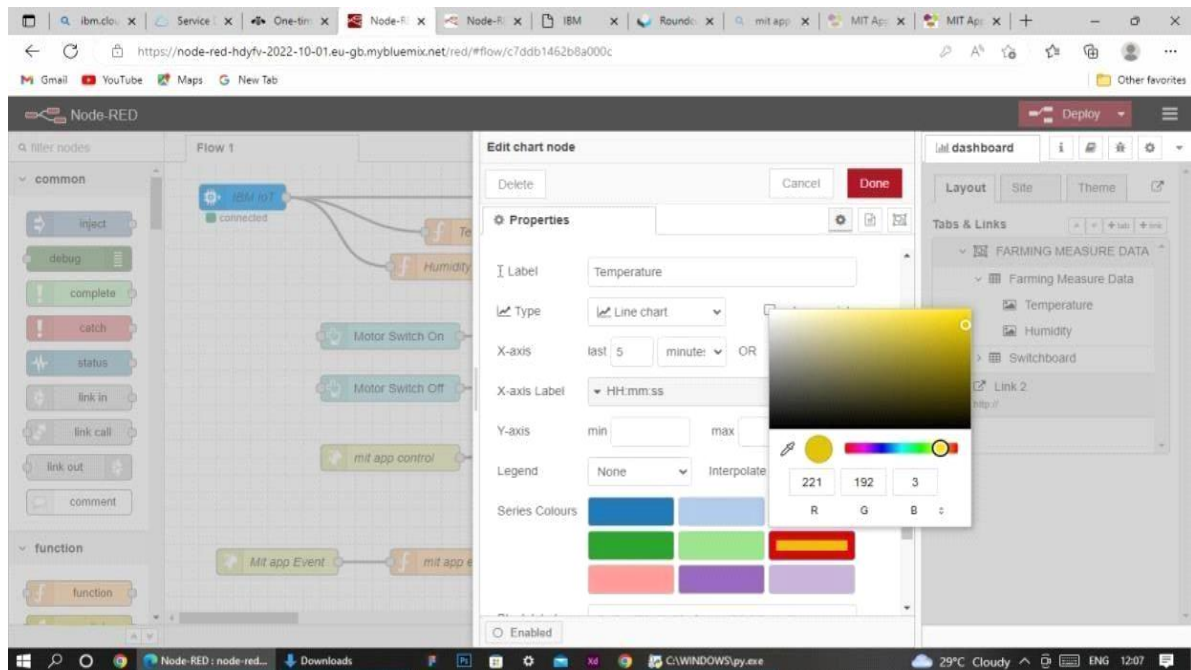 ibm.clou
Service
One-tim
Node-R
Node-R
IBM
Roundc
mit app
MIT App
MIT App
https://node-red-hdyfv-2022-10-01.eu-gb.mybluemix.net/red/#flow/c7ddb1462b8a000c
Gmail YouTube Maps New Tab Other favorites
Node-RED Deploy
filter nodes
Flow 1
Edit chart node
dashboard
common
Delete Cancel Done
Layout Site Theme
IBM IoT
connected
Properties
Tabs & Links
tab link
inject
Te
FARMING MEASURE DATA
debug
Humidity
Label Temperature
Farming Measure Data
complete
Temperature
Type Line chart
Humidity
catch
Motor Switch On
X-axis last 5 minutes OR
Switchboard
status
Motor Switch Off
X-axis Label HH:mm:ss
Link 2
http://
link in
Y-axis min max
link call
mit app control
Legend None Interpolate
link out
221 192 3
R G B
comment
Series Colours
function
Mit app Event
mit app e
function
Enabled
Node-RED : node-red... Downloads C:\WINDOWS\py.exe 29°C Cloudy ENG 12:07